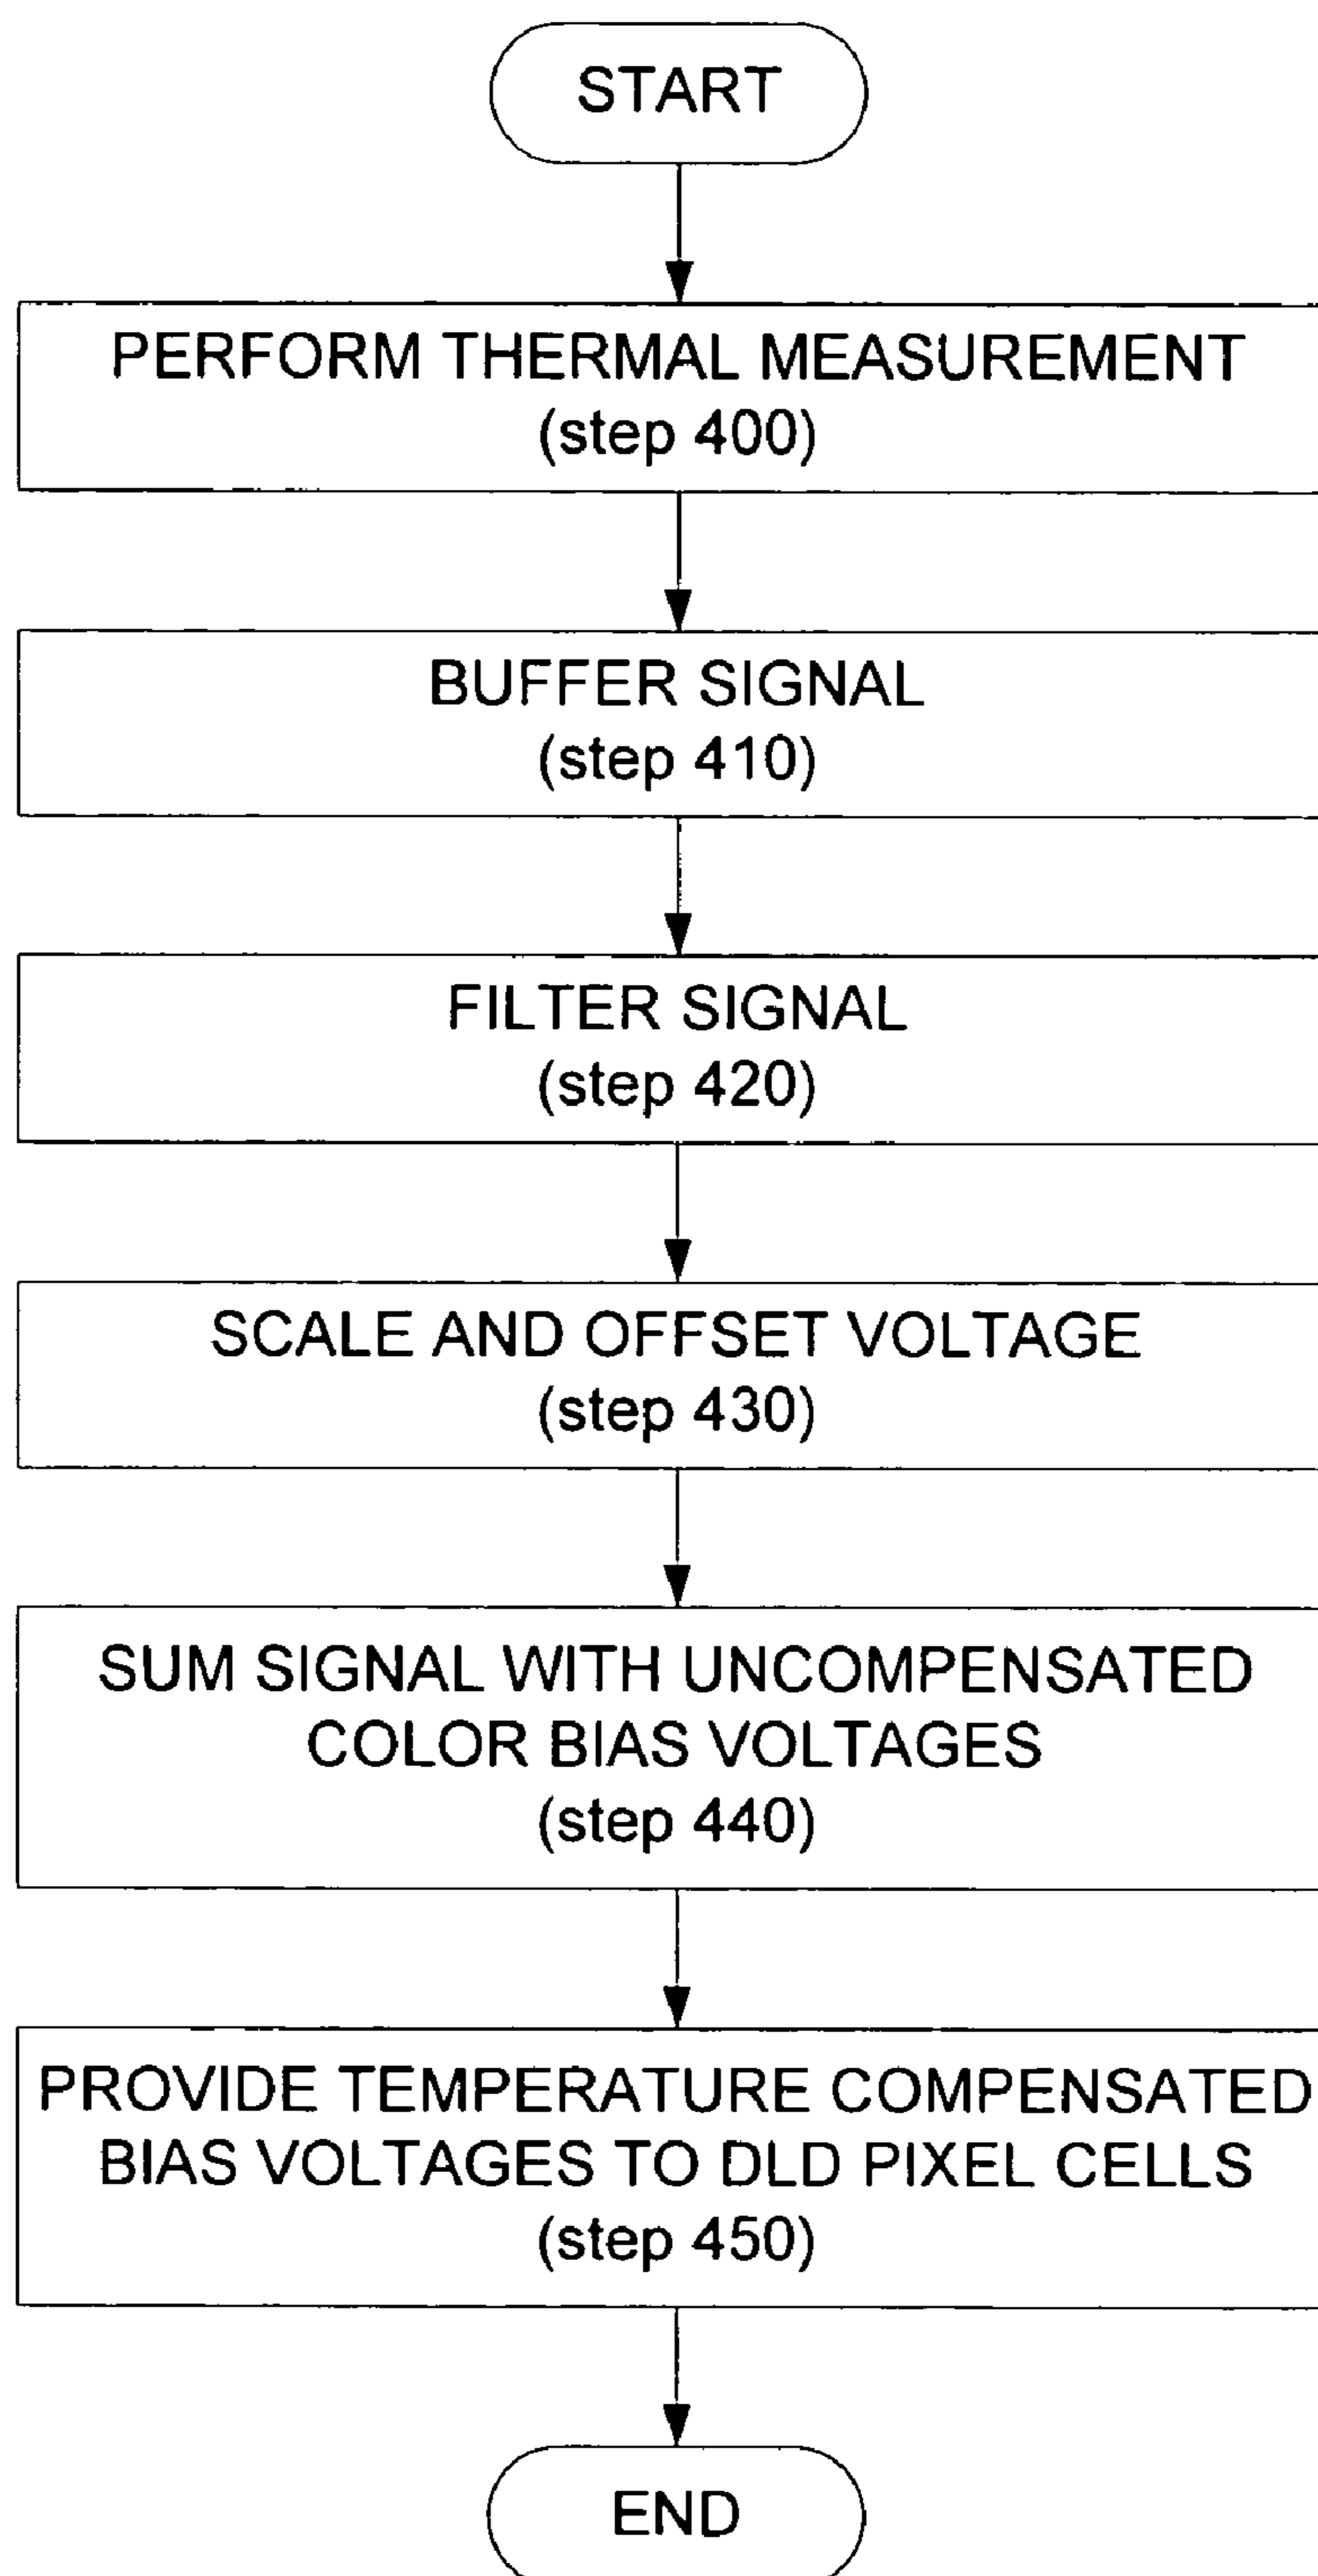 START
PERFORM THERMAL MEASUREMENT
(step 400)
BUFFER SIGNAL
(step 410)
FILTER SIGNAL
(step 420)
SCALE AND OFFSET VOLTAGE
(step 430)
SUM SIGNAL WITH UNCOMPENSATED
COLOR BIAS VOLTAGES
(step 440)
PROVIDE TEMPERATURE COMPENSATED
BIAS VOLTAGES TO DLD PIXEL CELLS
(step 450)
END